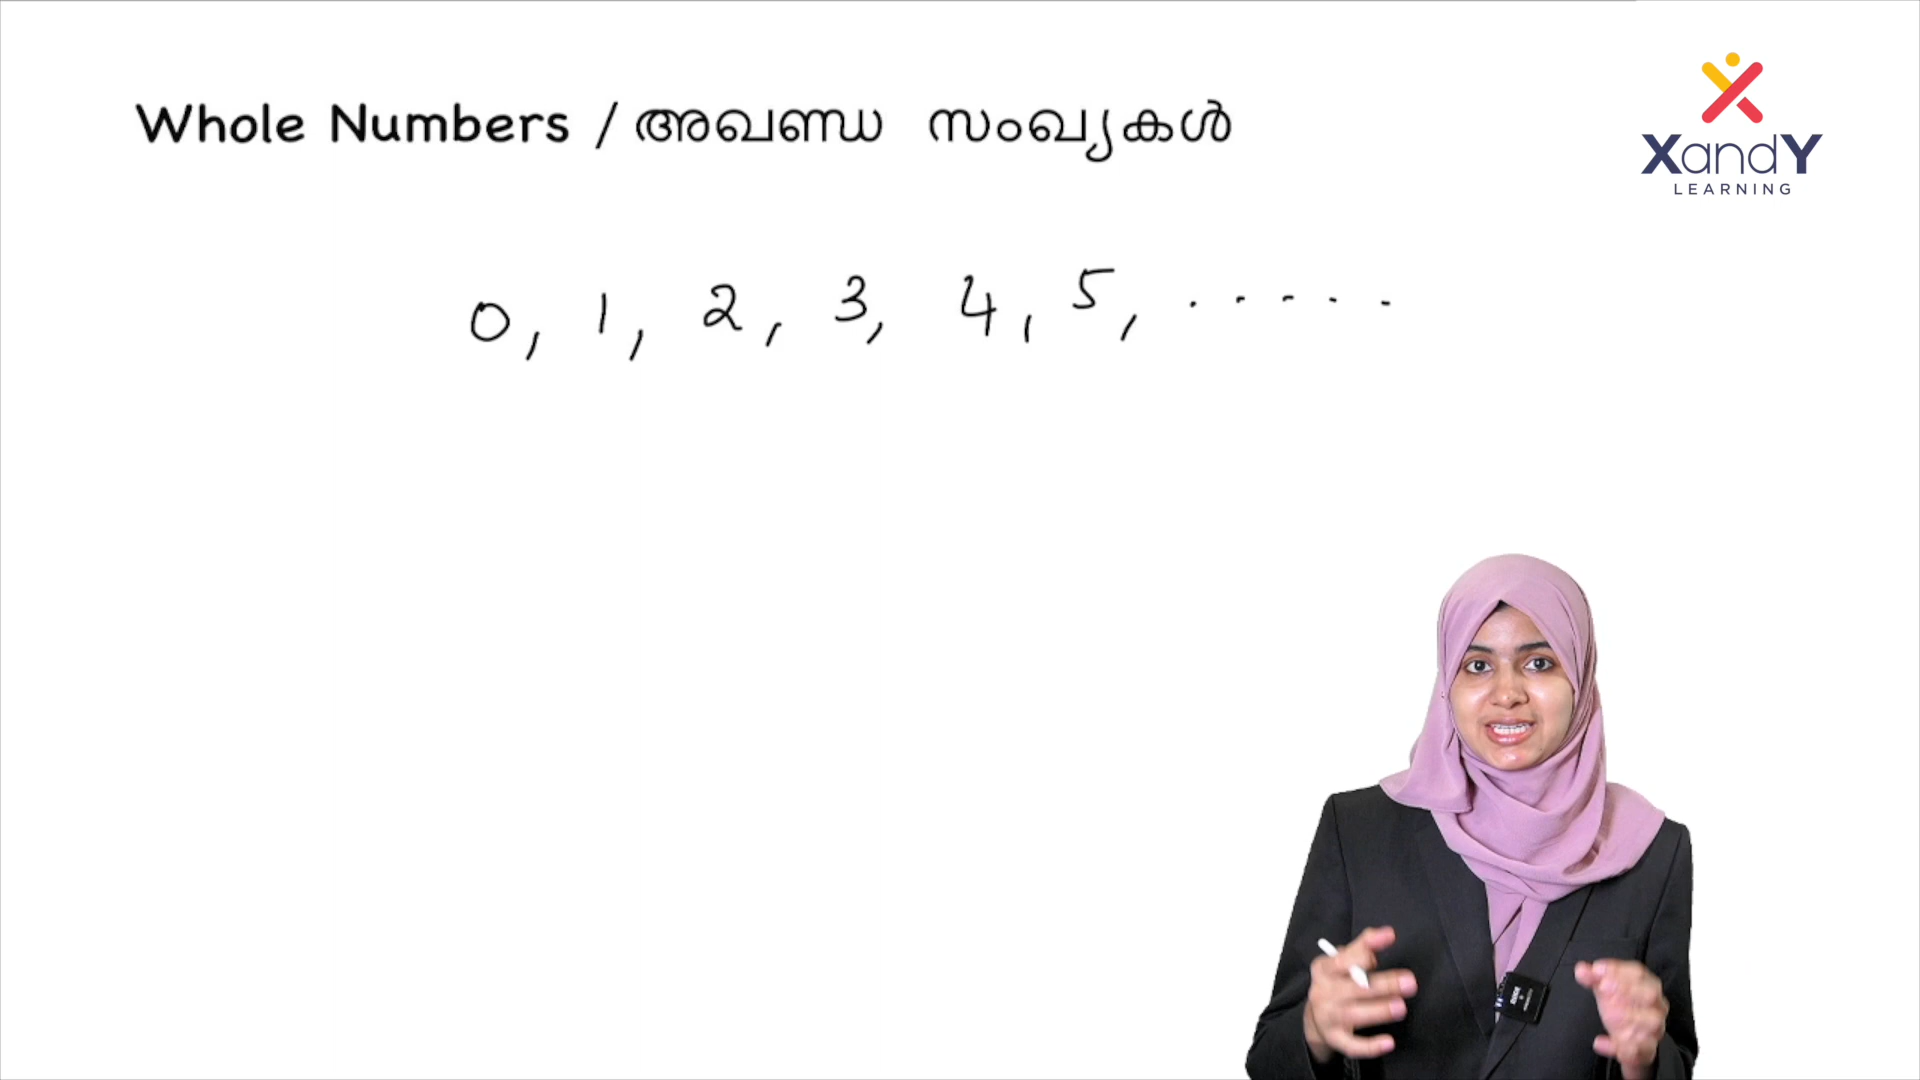 Whole Numbers / അഖണ്ഡ സംഖ്യകൾ
XandY
LEARNING
0, 1, 2, 3, 4, 5, .....